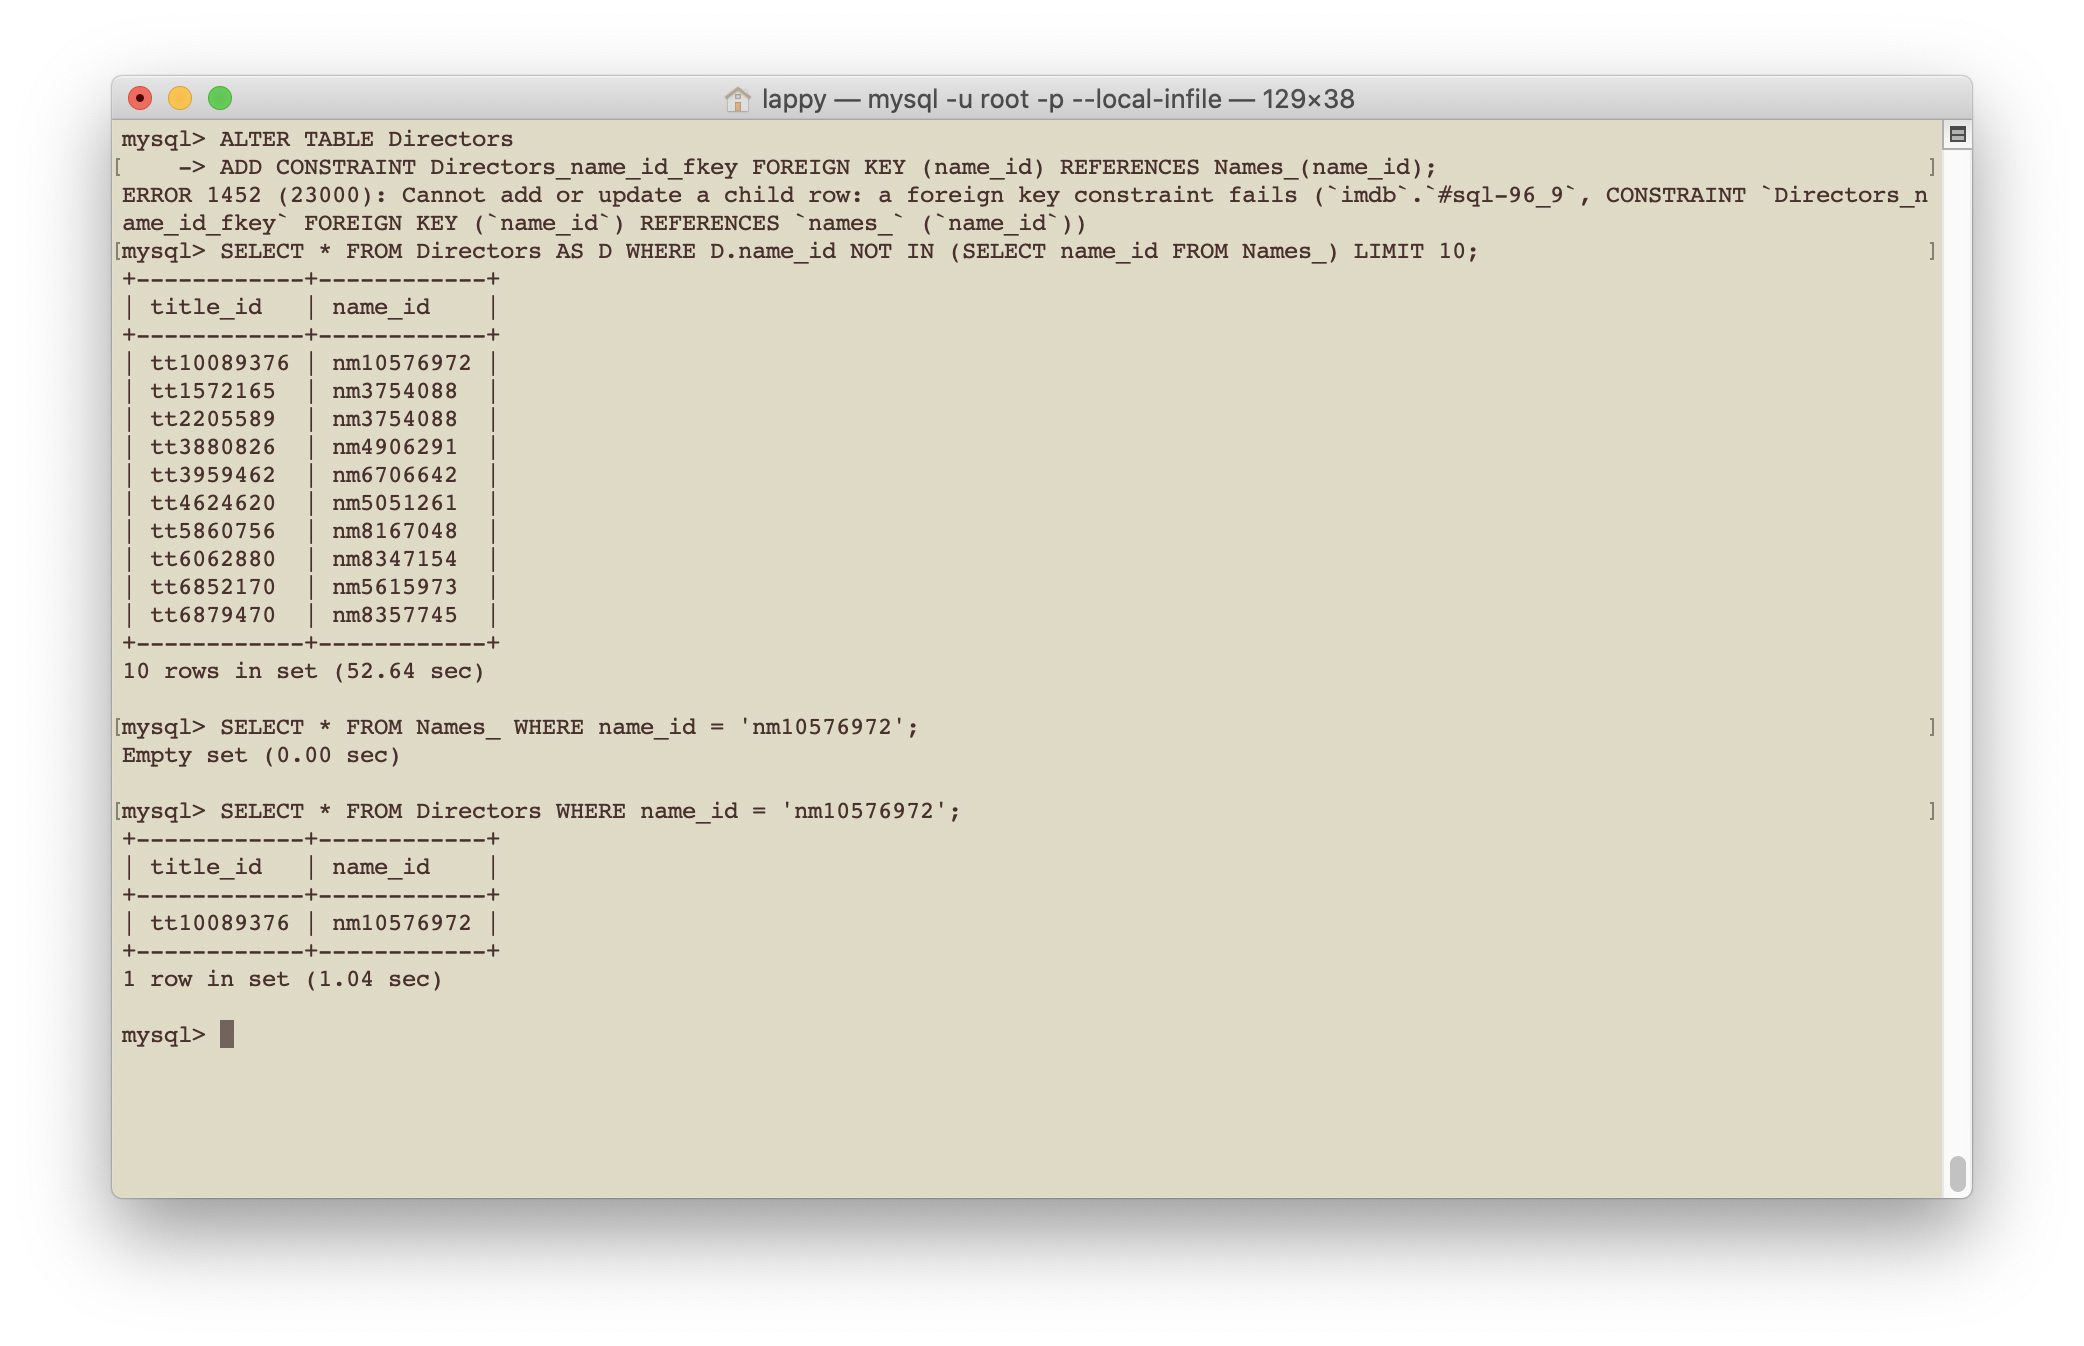 lappy — mysql -u root -p --local-infile — 129×38
mysql> ALTER TABLE Directors
[    -> ADD CONSTRAINT Directors_name_id_fkey FOREIGN KEY (name_id) REFERENCES Names_(name_id); ]
ERROR 1452 (23000): Cannot add or update a child row: a foreign key constraint fails (`imdb`.`#sql-96_9`, CONSTRAINT `Directors_n
ame_id_fkey` FOREIGN KEY (`name_id`) REFERENCES `names_` (`name_id`))
[mysql> SELECT * FROM Directors AS D WHERE D.name_id NOT IN (SELECT name_id FROM Names_) LIMIT 10; ]
+------------+------------+
| title_id   | name_id    |
+------------+------------+
| tt10089376 | nm10576972 |
| tt1572165  | nm3754088  |
| tt2205589  | nm3754088  |
| tt3880826  | nm4906291  |
| tt3959462  | nm6706642  |
| tt4624620  | nm5051261  |
| tt5860756  | nm8167048  |
| tt6062880  | nm8347154  |
| tt6852170  | nm5615973  |
| tt6879470  | nm8357745  |
+------------+------------+
10 rows in set (52.64 sec)
[mysql> SELECT * FROM Names_ WHERE name_id = 'nm10576972'; ]
Empty set (0.00 sec)
[mysql> SELECT * FROM Directors WHERE name_id = 'nm10576972'; ]
+------------+------------+
| title_id   | name_id    |
+------------+------------+
| tt10089376 | nm10576972 |
+------------+------------+
1 row in set (1.04 sec)
mysql>